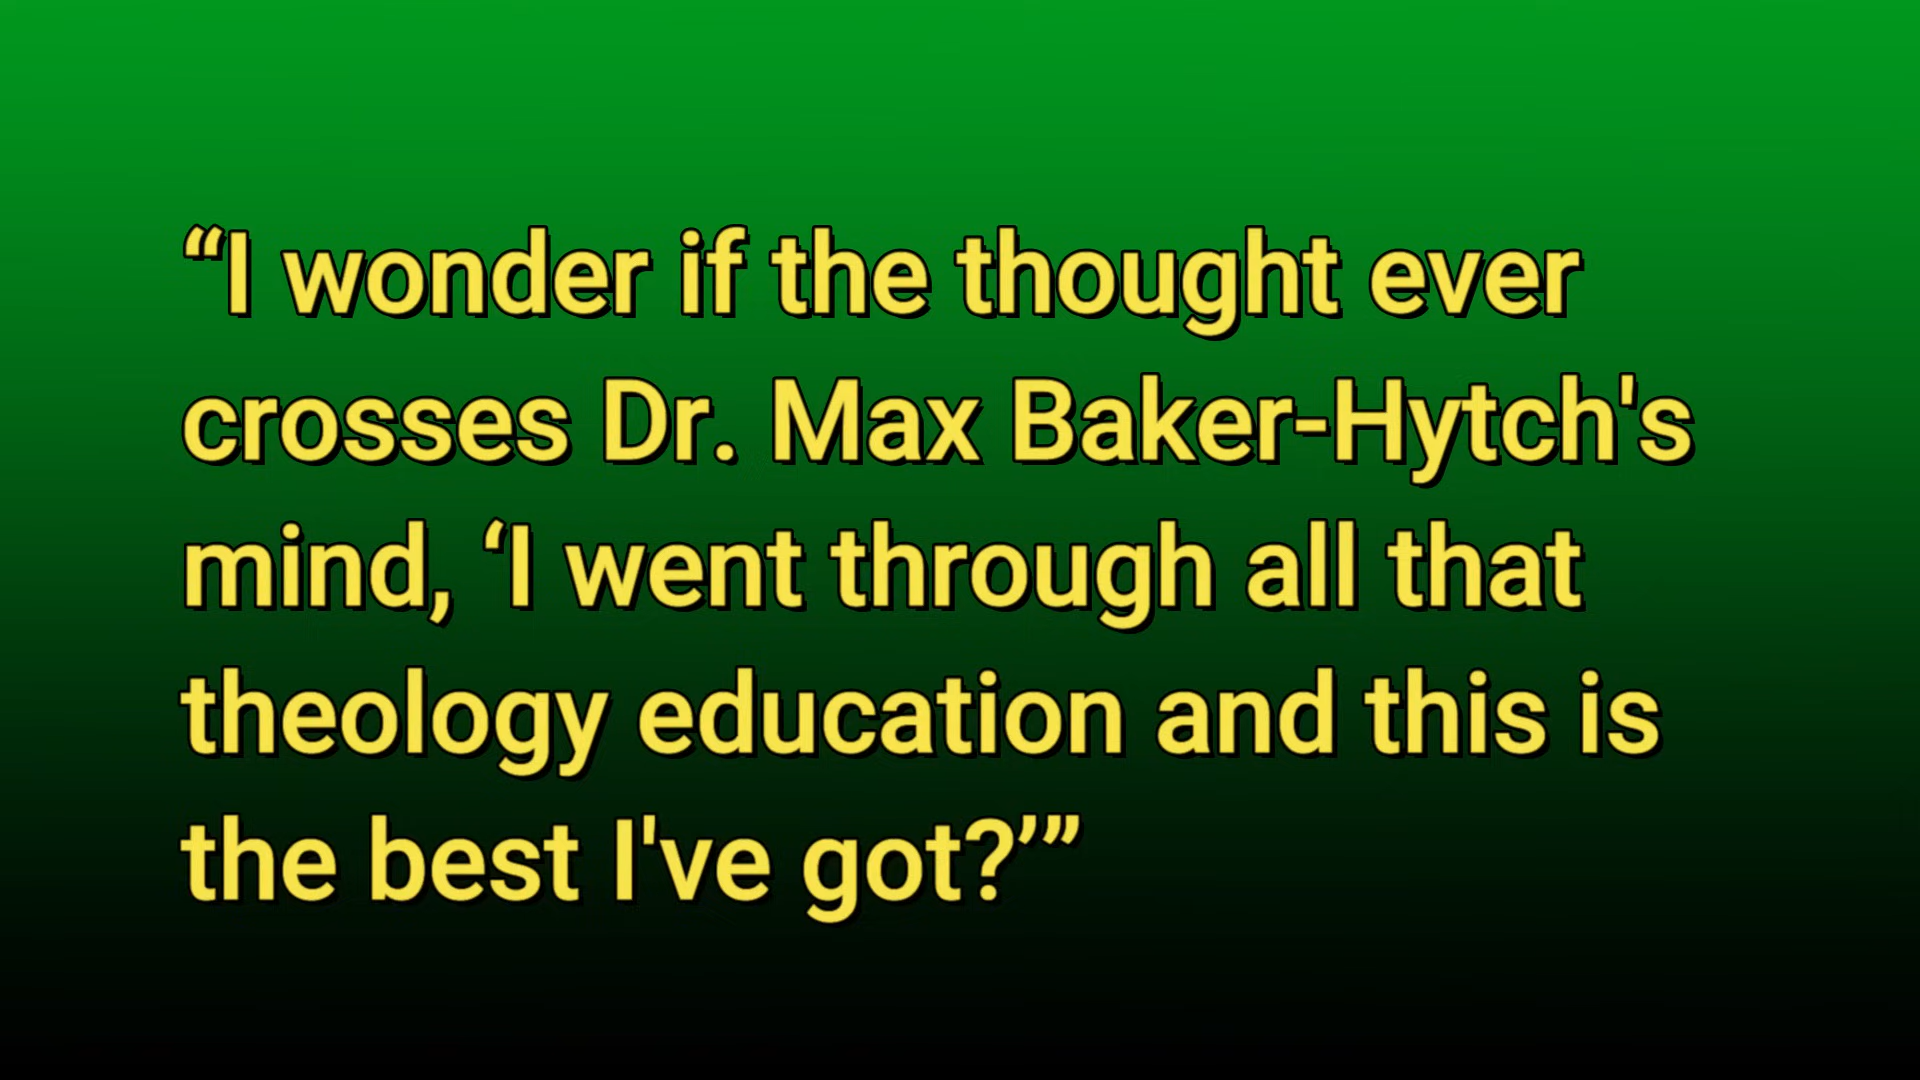 “I wonder if the thought ever
crosses Dr. Max Baker-Hytch's
mind, ‘I went through all that
theology education and this is
the best I've got?’”